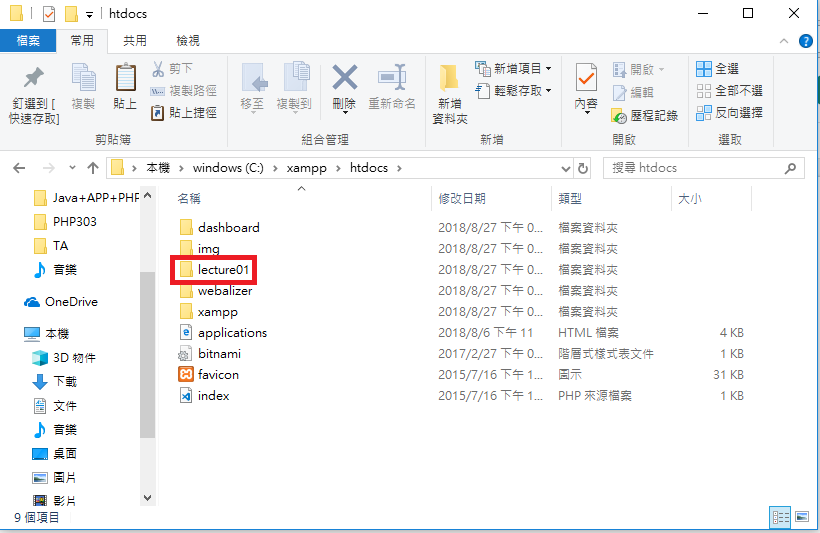 htdocs
檔案 常用 共用 檢視
釘選到 [
快速存取]
複製
貼上
剪下
複製路徑
貼上捷徑
剪貼簿
移至
複製到
刪除
重新命名
組合管理
新增
資料夾
新增項目
輕鬆存取
新增
內容
開啟
編輯
歷程記錄
開啟
全選
全部不選
反向選擇
選取
本機 > windows (C:) > xampp > htdocs >
搜尋 htdocs
Java+APP+PHP
PHP303
TA
音樂
OneDrive
本機
3D 物件
下載
文件
音樂
桌面
圖片
影片
名稱 修改日期 類型 大小
dashboard 2018/8/27 下午 0... 檔案資料夾
img 2018/8/27 下午 0... 檔案資料夾
lecture01 2018/8/27 下午 0... 檔案資料夾
webalizer 2018/8/27 下午 0... 檔案資料夾
xampp 2018/8/27 下午 0... 檔案資料夾
applications 2018/8/6 下午 11 HTML 檔案 4 KB
bitnami 2017/2/27 下午 0... 階層式樣式表文件 1 KB
favicon 2015/7/16 下午 1... 圖示 31 KB
index 2015/7/16 下午 1... PHP 來源檔案 1 KB
9 個項目